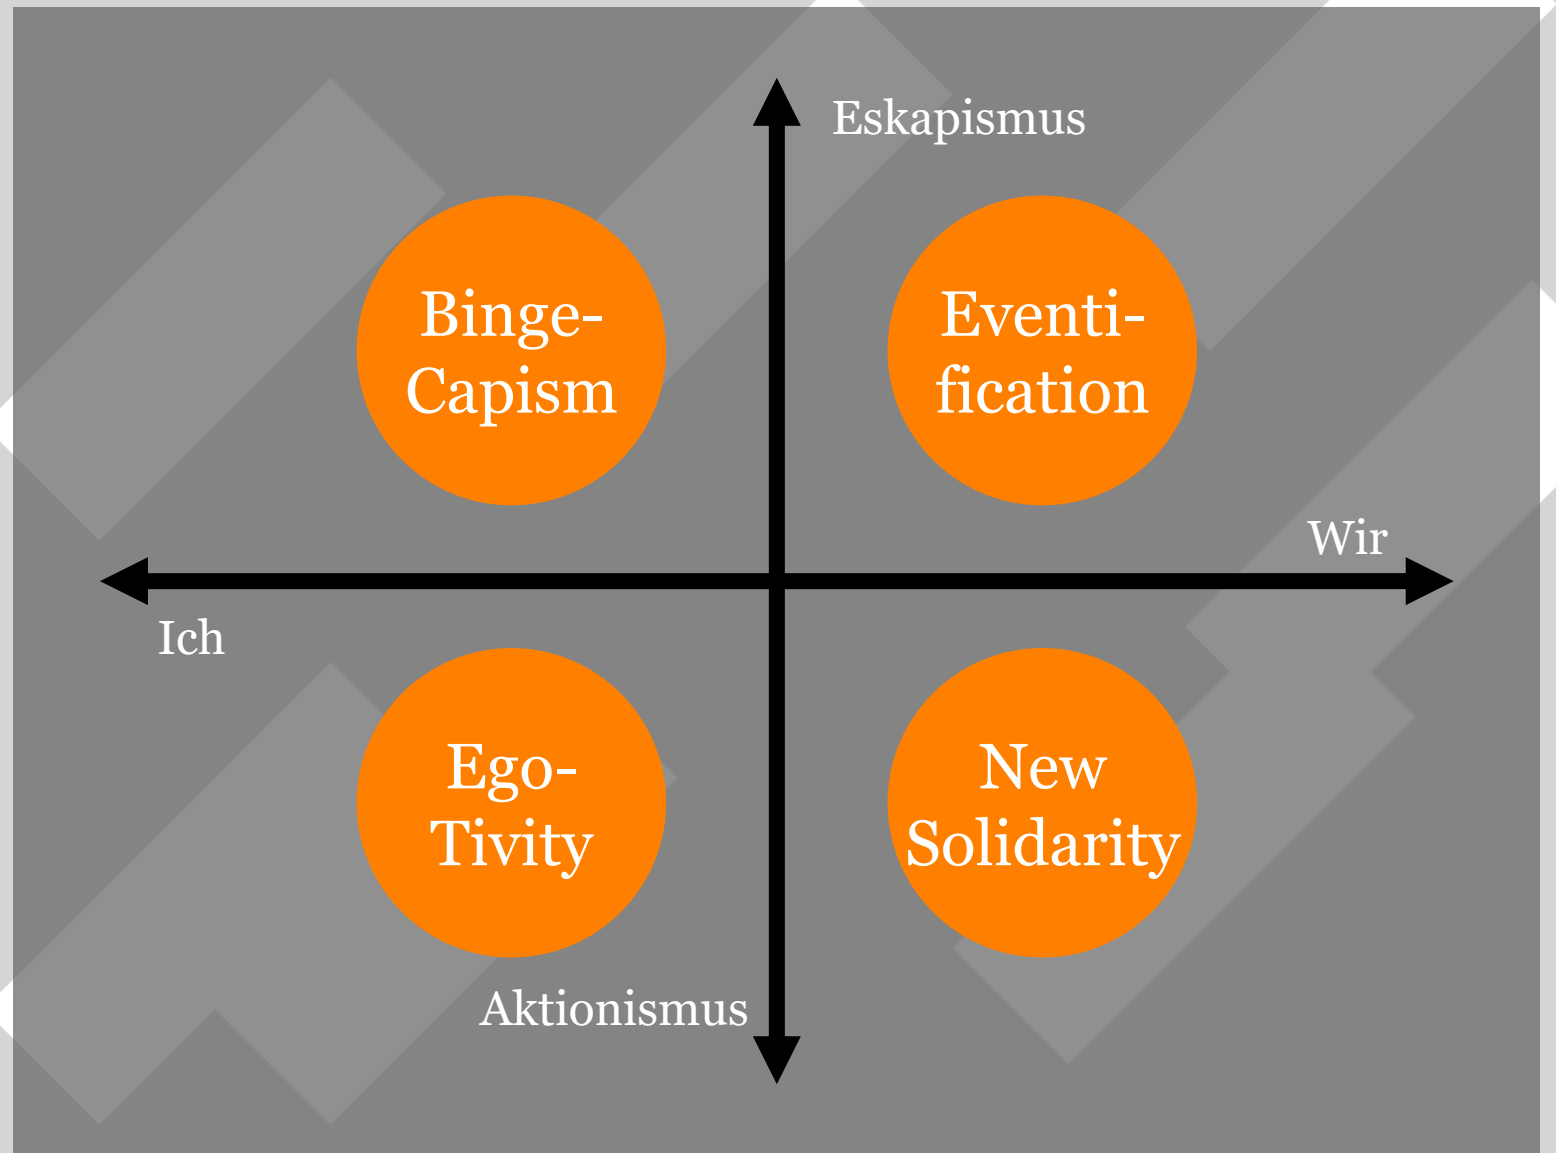 Eskapismus
Binge-
Capism
Eventi-
fication
Wir
Ich
Ego-
Tivity
New
Solidarity
Aktionismus